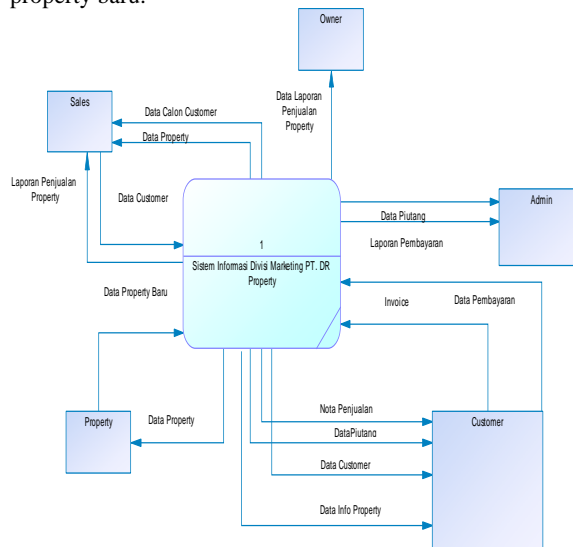 property baru.
Owner
Data Laporan
Penjualan
Property
Sales
Data Calon Customer
Data Property
Laporan Penjualan
Property
Data Customer
Admin
Data Piutang
Laporan Pembayaran
1
Sistem Informasi Divisi Marketing PT. DR
Property
Data Property Baru
Invoice
Data Pembayaran
Property
Data Property
Nota Penjualan
DataPiutang
Customer
Data Customer
Data Info Property